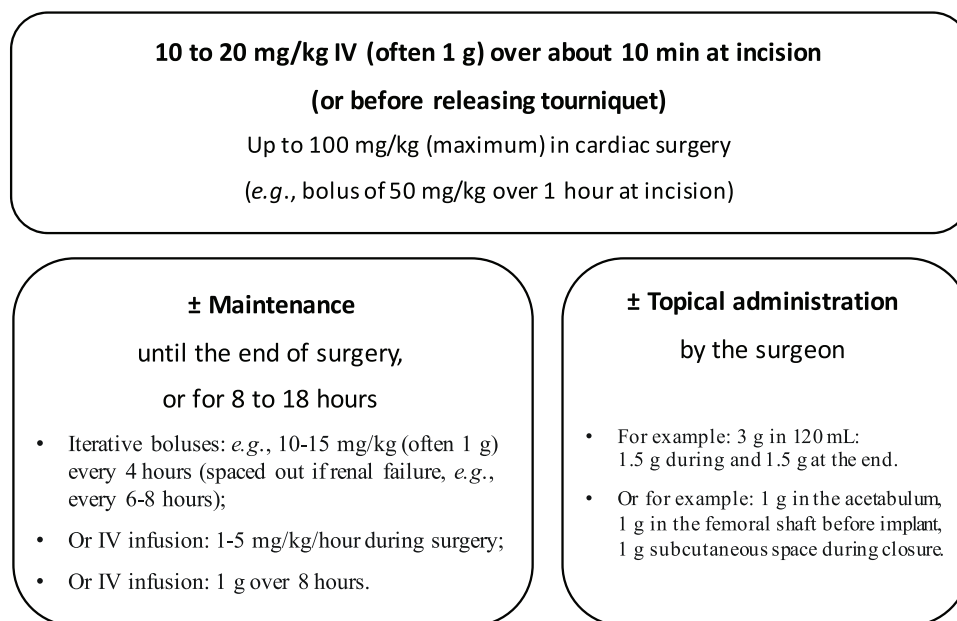 10 to 20 mg/kg IV (often 1 g) over about 10 min at incision
(or before releasing tourniquet)
Up to 100 mg/kg (maximum) in cardiac surgery
(e.g., bolus of 50 mg/kg over 1 hour at incision)
± Maintenance
until the end of surgery,
or for 8 to 18 hours
• Iterative boluses: e.g., 10-15 mg/kg (often 1 g)
every 4 hours (spaced out if renal failure, e.g.,
every 6-8 hours);
• Or IV infusion: 1-5 mg/kg/hour during surgery;
• Or IV infusion: 1 g over 8 hours.
± Topical administration
by the surgeon
• For example: 3 g in 120 mL:
1.5 g during and 1.5 g at the end.
• Or for example: 1 g in the acetabulum,
1 g in the femoral shaft before implant,
1 g subcutaneous space during closure.